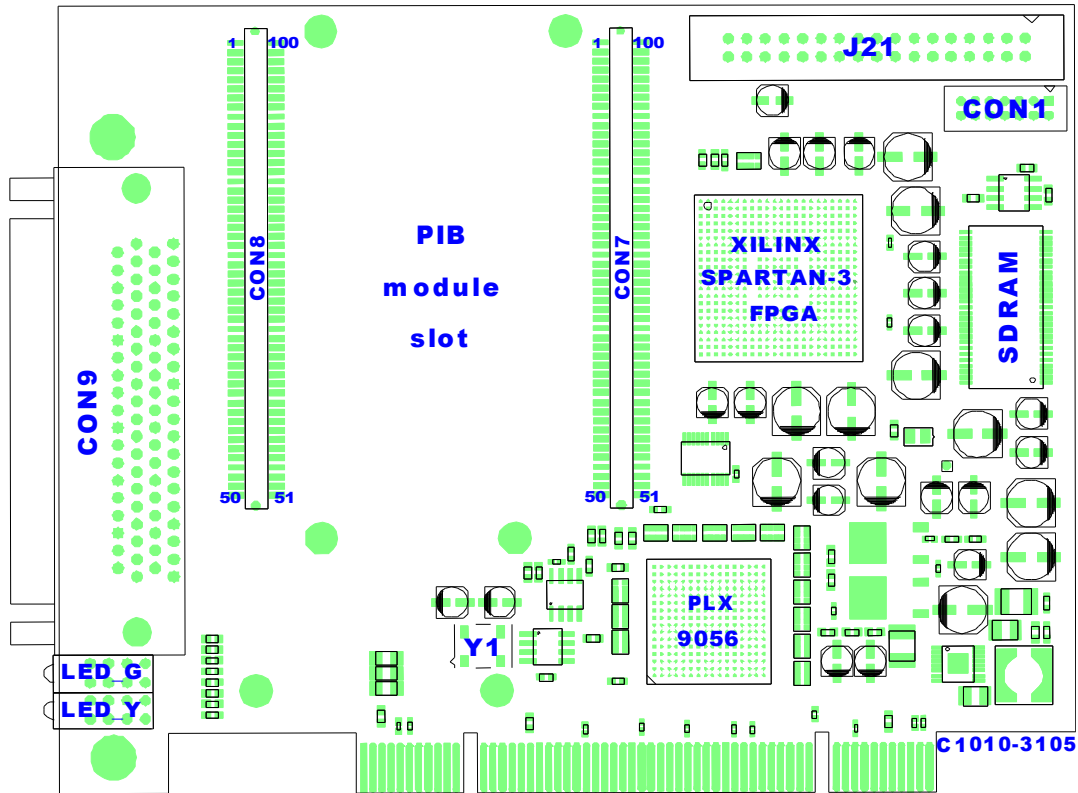 1
100
1
100
J21
CON1
CON8
PIB
module
slot
CON7
XILINX
SPARTAN-3
FPGA
SDRAM
CON9
50
51
50
51
PLX
9056
Y1
LED_G
LED_Y
C1010-3105